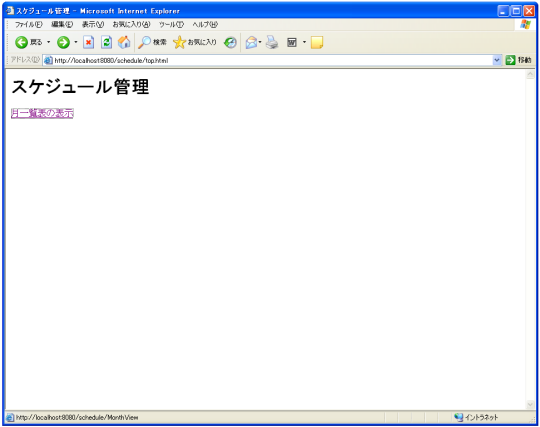 スケジュール管理 - Microsoft Internet Explorer
ファイル(F) 編集(E) 表示(V) お気に入り(A) ツール(T) ヘルプ(H)
戻る 検索 お気に入り
アドレス(D) http://localhost:8080/schedule/top.html 移動
スケジュール管理
月一覧表の表示
http://localhost:8080/schedule/MonthView イントラネット